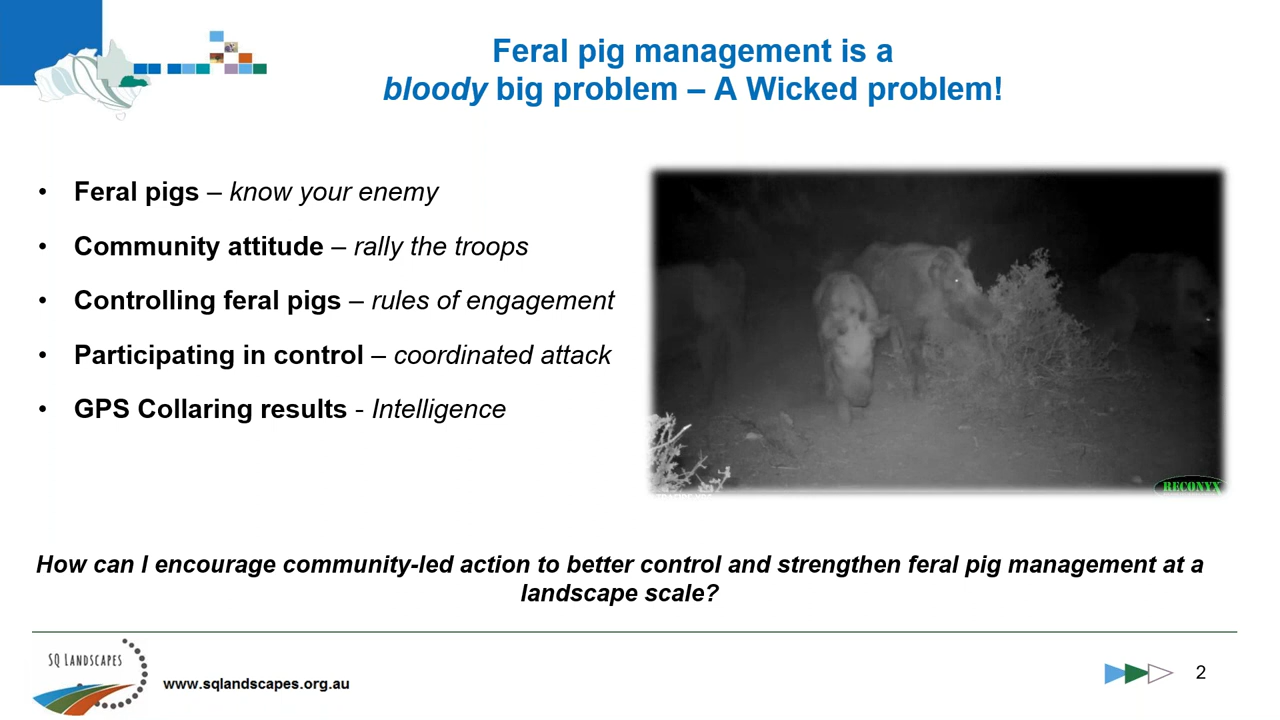 Feral pig management is a
bloody big problem – A Wicked problem!
• Feral pigs – know your enemy
• Community attitude – rally the troops
• Controlling feral pigs – rules of engagement
• Participating in control – coordinated attack
• GPS Collaring results - Intelligence
RECONYX
How can I encourage community-led action to better control and strengthen feral pig management at a
landscape scale?
SQ LANDSCAPES
www.sqlandscapes.org.au
2